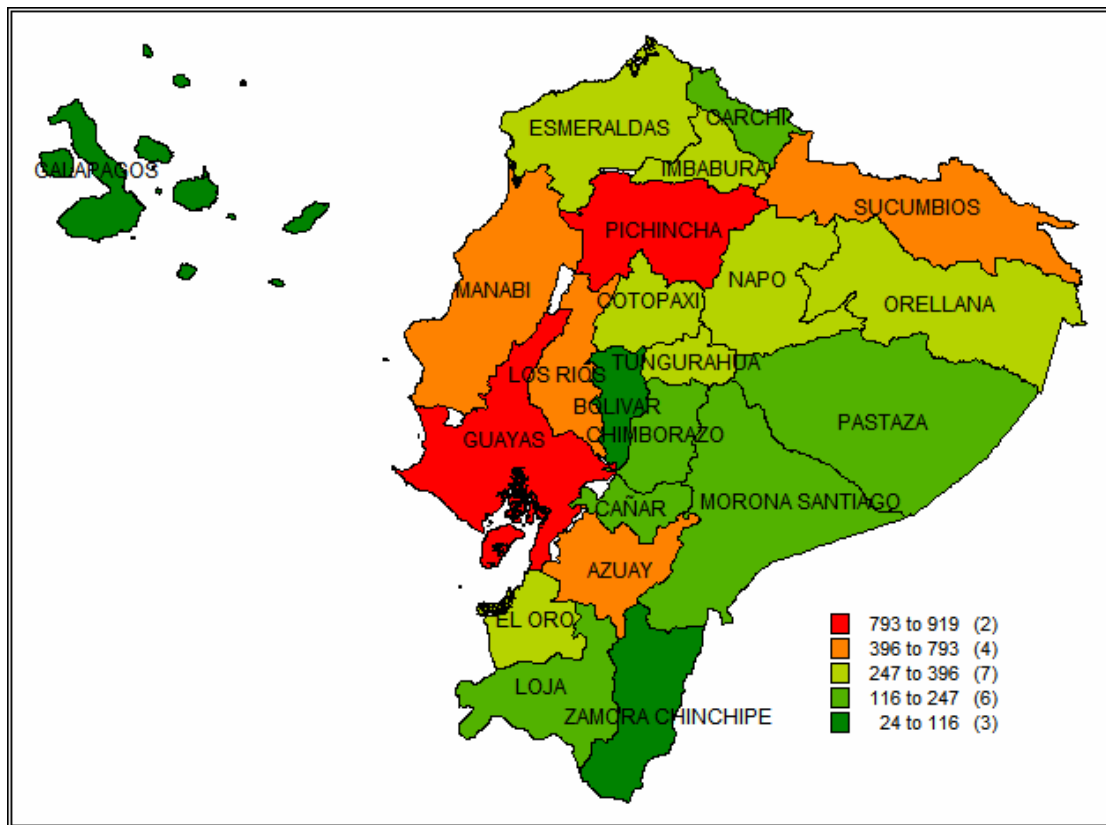 CARCHI
ESMERALDAS
IMBABURA
GALAPAGOS
SUCUMBIOS
PICHINCHA
NAPO
MANABI
COTOPAXI
ORELLANA
TUNGURAHUA
LOS RIOS
BOLIVAR
PASTAZA
CHIMBORAZO
GUAYAS
MORONA SANTIAGO
CAÑAR
AZUAY
EL ORO
LOJA
ZAMORA CHINCHIPE
793 to 919 (2)
396 to 793 (4)
247 to 396 (7)
116 to 247 (6)
24 to 116 (3)